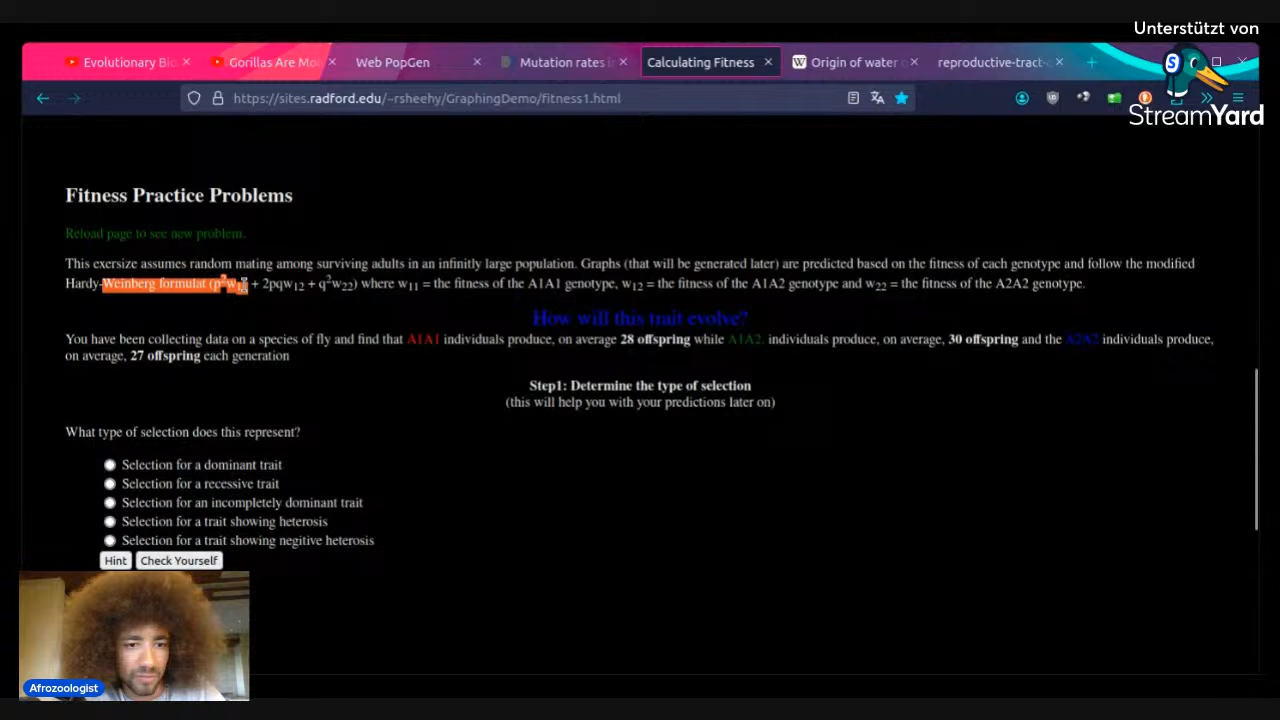 Unterstützt von
StreamYard
Evolutionary Bio
Gorillas Are Mo
Web PopGen
Mutation rates i
Calculating Fitness
Origin of water
reproductive-tract-
https://sites.radford.edu/~rsheehy/GraphingDemo/fitness1.html
Fitness Practice Problems
Reload page to see new problem.
This exersize assumes random mating among surviving adults in an infinitly large population. Graphs (that will be generated later) are predicted based on the fitness of each genotype and follow the modified
Hardy-Weinberg formulat (p²w₁₁ + 2pqw₁₂ + q²w₂₂) where w₁₁ = the fitness of the A1A1 genotype, w₁₂ = the fitness of the A1A2 genotype and w₂₂ = the fitness of the A2A2 genotype.
How will this trait evolve?
You have been collecting data on a species of fly and find that A1A1 individuals produce, on average 28 offspring while A1A2, individuals produce, on average, 30 offspring and the A2A2 individuals produce,
on average, 27 offspring each generation
Step1: Determine the type of selection
(this will help you with your predictions later on)
What type of selection does this represent?
Selection for a dominant trait
Selection for a recessive trait
Selection for an incompletely dominant trait
Selection for a trait showing heterosis
Selection for a trait showing negitive heterosis
Hint
Check Yourself
Afrozoologist